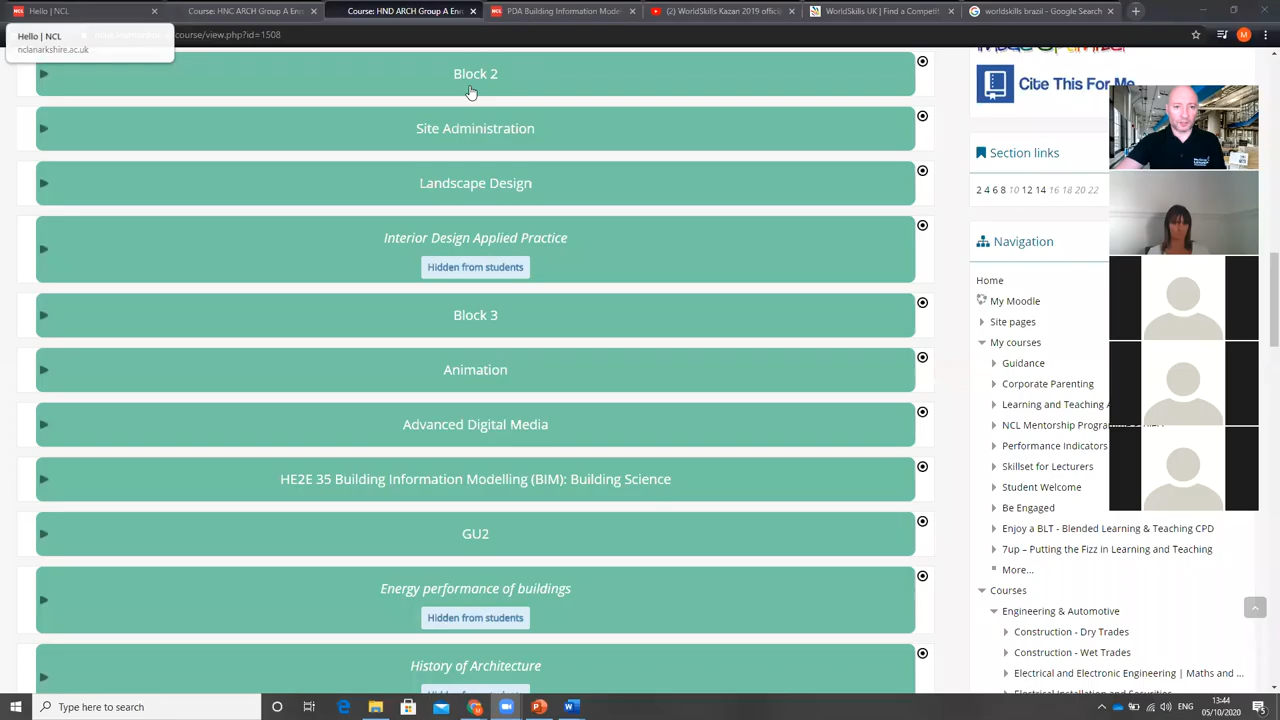 Hello | NCL
Course: HNC ARCH Group A Enro
Course: HND ARCH Group A Enro
PDA Building Information Model
(2) WorldSkills Kazan 2019 offici
WorldSkills UK | Find a Competit
worldskills brazil - Google Search
Hello | NCL
nclanarkshire.ac.uk
course/view.php?id=1508
Block 2
Site Administration
Landscape Design
Interior Design Applied Practice
Hidden from students
Block 3
Animation
Advanced Digital Media
HE2E 35 Building Information Modelling (BIM): Building Science
GU2
Energy performance of buildings
Hidden from students
History of Architecture
Cite This For Me
Section links
2 4 6 8 10 12 14 16 18 20 22
Navigation
Home
My Moodle
Site pages
My courses
Guidance
Corporate Parenting
Learning and Teaching
NCL Mentorship
Performance Indicators
Skillset for Lecturers
Student Welcome
Be Engaged
Enjoy a BLT - Blended Learning & Teaching CPD
7up – Putting the Fizz in Learning and Teaching
More...
Courses
Engineering & Automotive
Construction - Dry Trades
Construction - Wet Trades
Electrical and Electronic Engineering | Maths and ...
Type here to search
ENG
13:44
05/10/2020